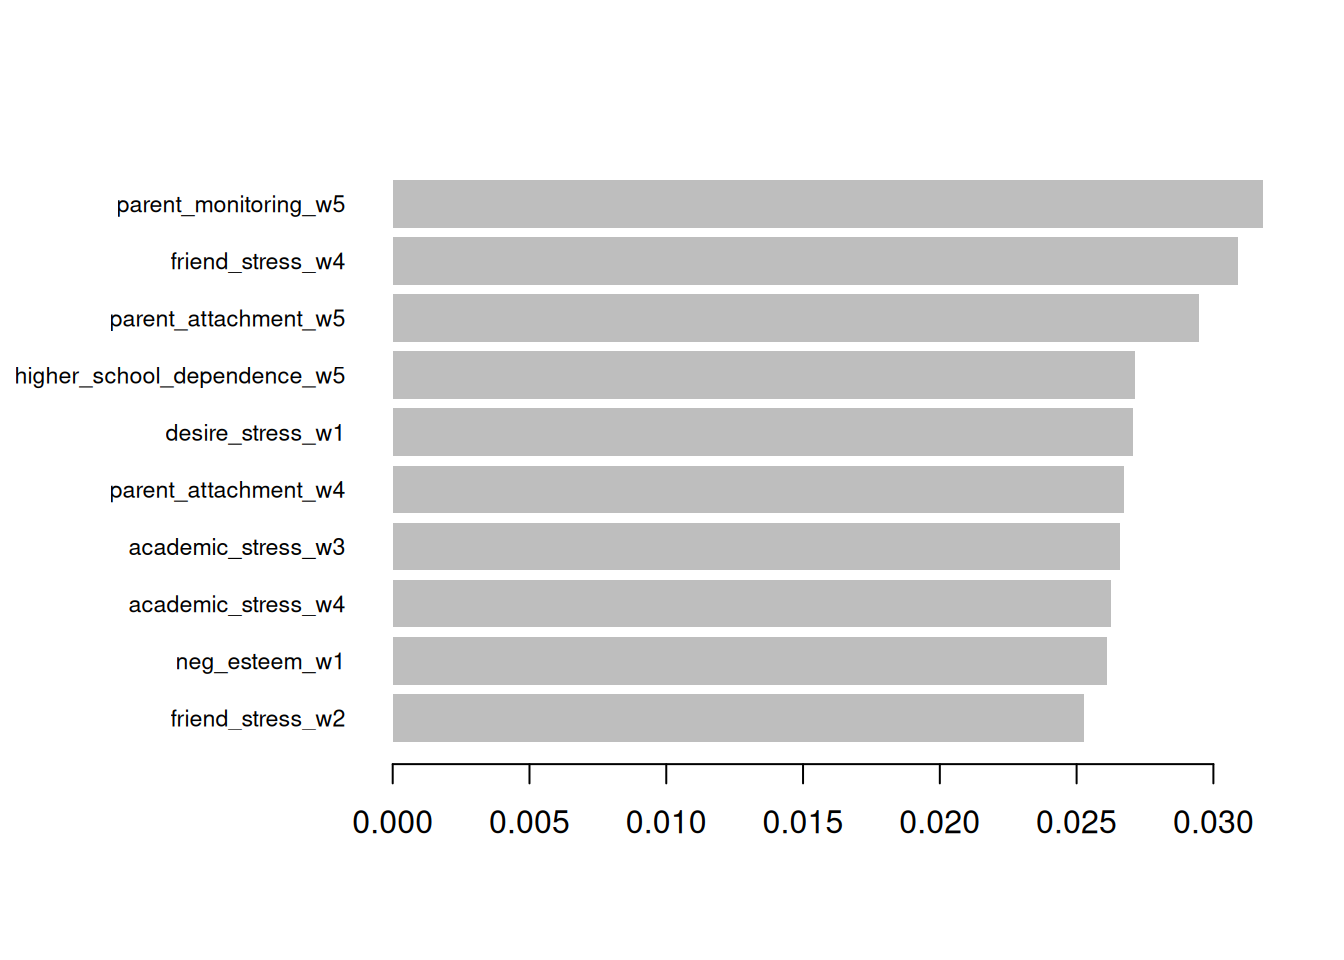 parent_monitoring_w5
friend_stress_w4
parent_attachment_w5
higher_school_dependence_w5
desire_stress_w1
parent_attachment_w4
academic_stress_w3
academic_stress_w4
neg_esteem_w1
friend_stress_w2
0.000 0.005 0.010 0.015 0.020 0.025 0.030